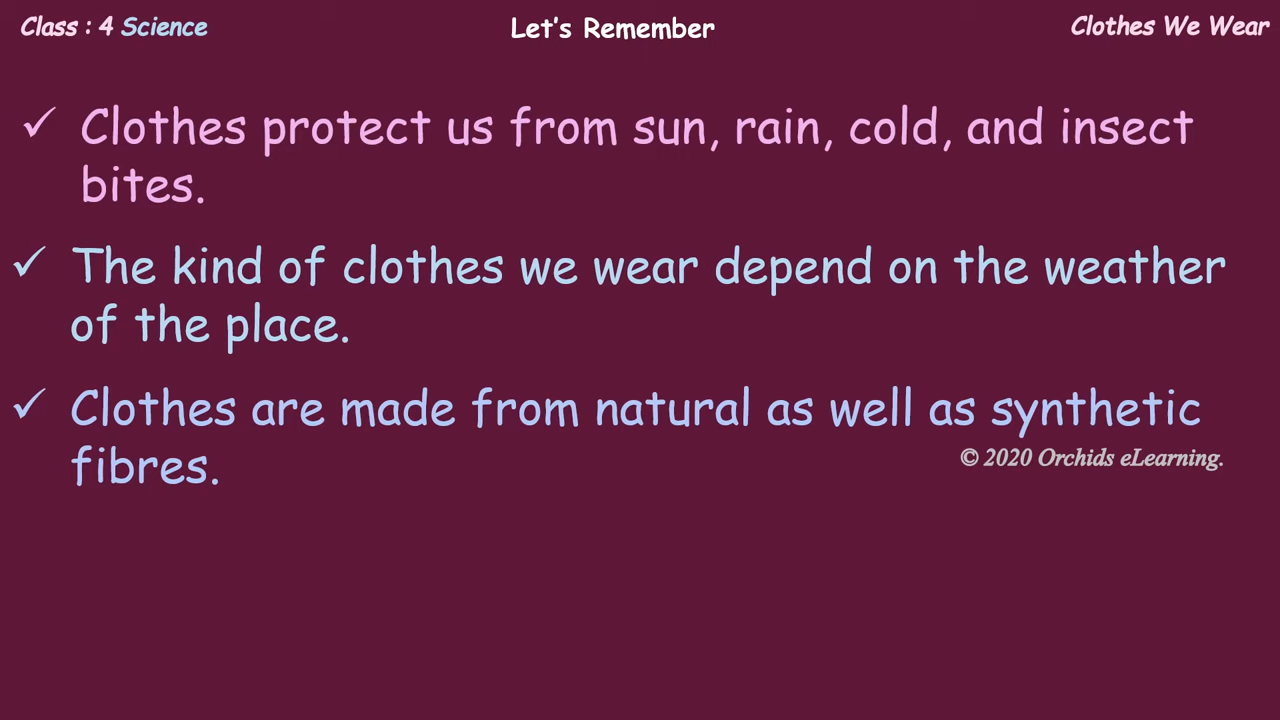 Class : 4 Science
Let's Remember
Clothes We Wear
✓ Clothes protect us from sun, rain, cold, and insect
bites.
✓ The kind of clothes we wear depend on the weather
of the place.
✓ Clothes are made from natural as well as synthetic
fibres.
© 2020 Orchids eLearning.